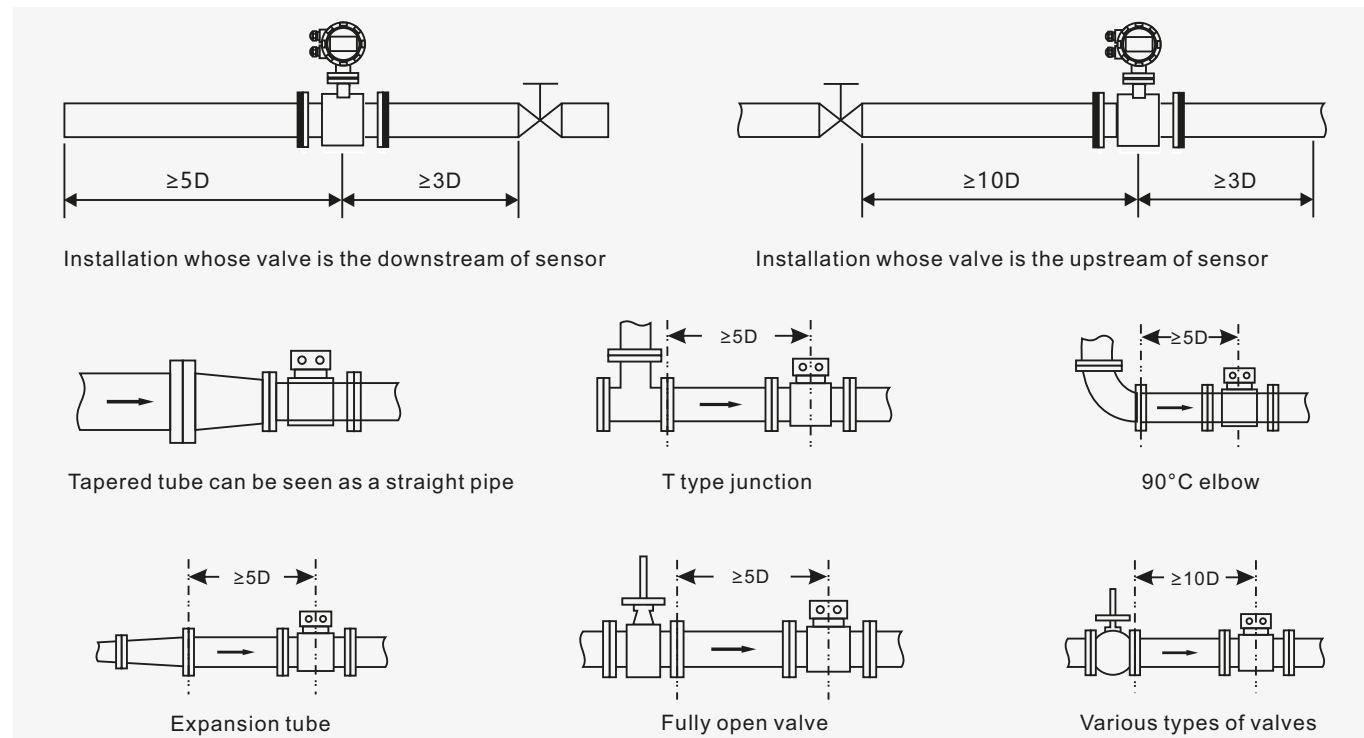 ≥5D ≥3D ≥10D ≥3D
Installation whose valve is the downstream of sensor
Installation whose valve is the upstream of sensor
≥5D
≥5D
Tapered tube can be seen as a straight pipe
T type junction
90°C elbow
≥5D
≥5D
≥10D
Expansion tube
Fully open valve
Various types of valves